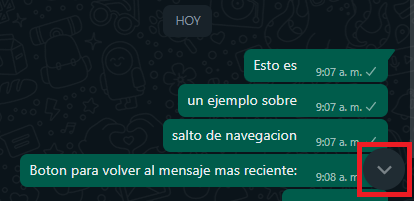 HOY
Esto es
9:07 a. m.
un ejemplo sobre
9:07 a. m.
salto de navegacion
9:07 a. m.
Boton para volver al mensaje mas reciente:
9:08 a. m.